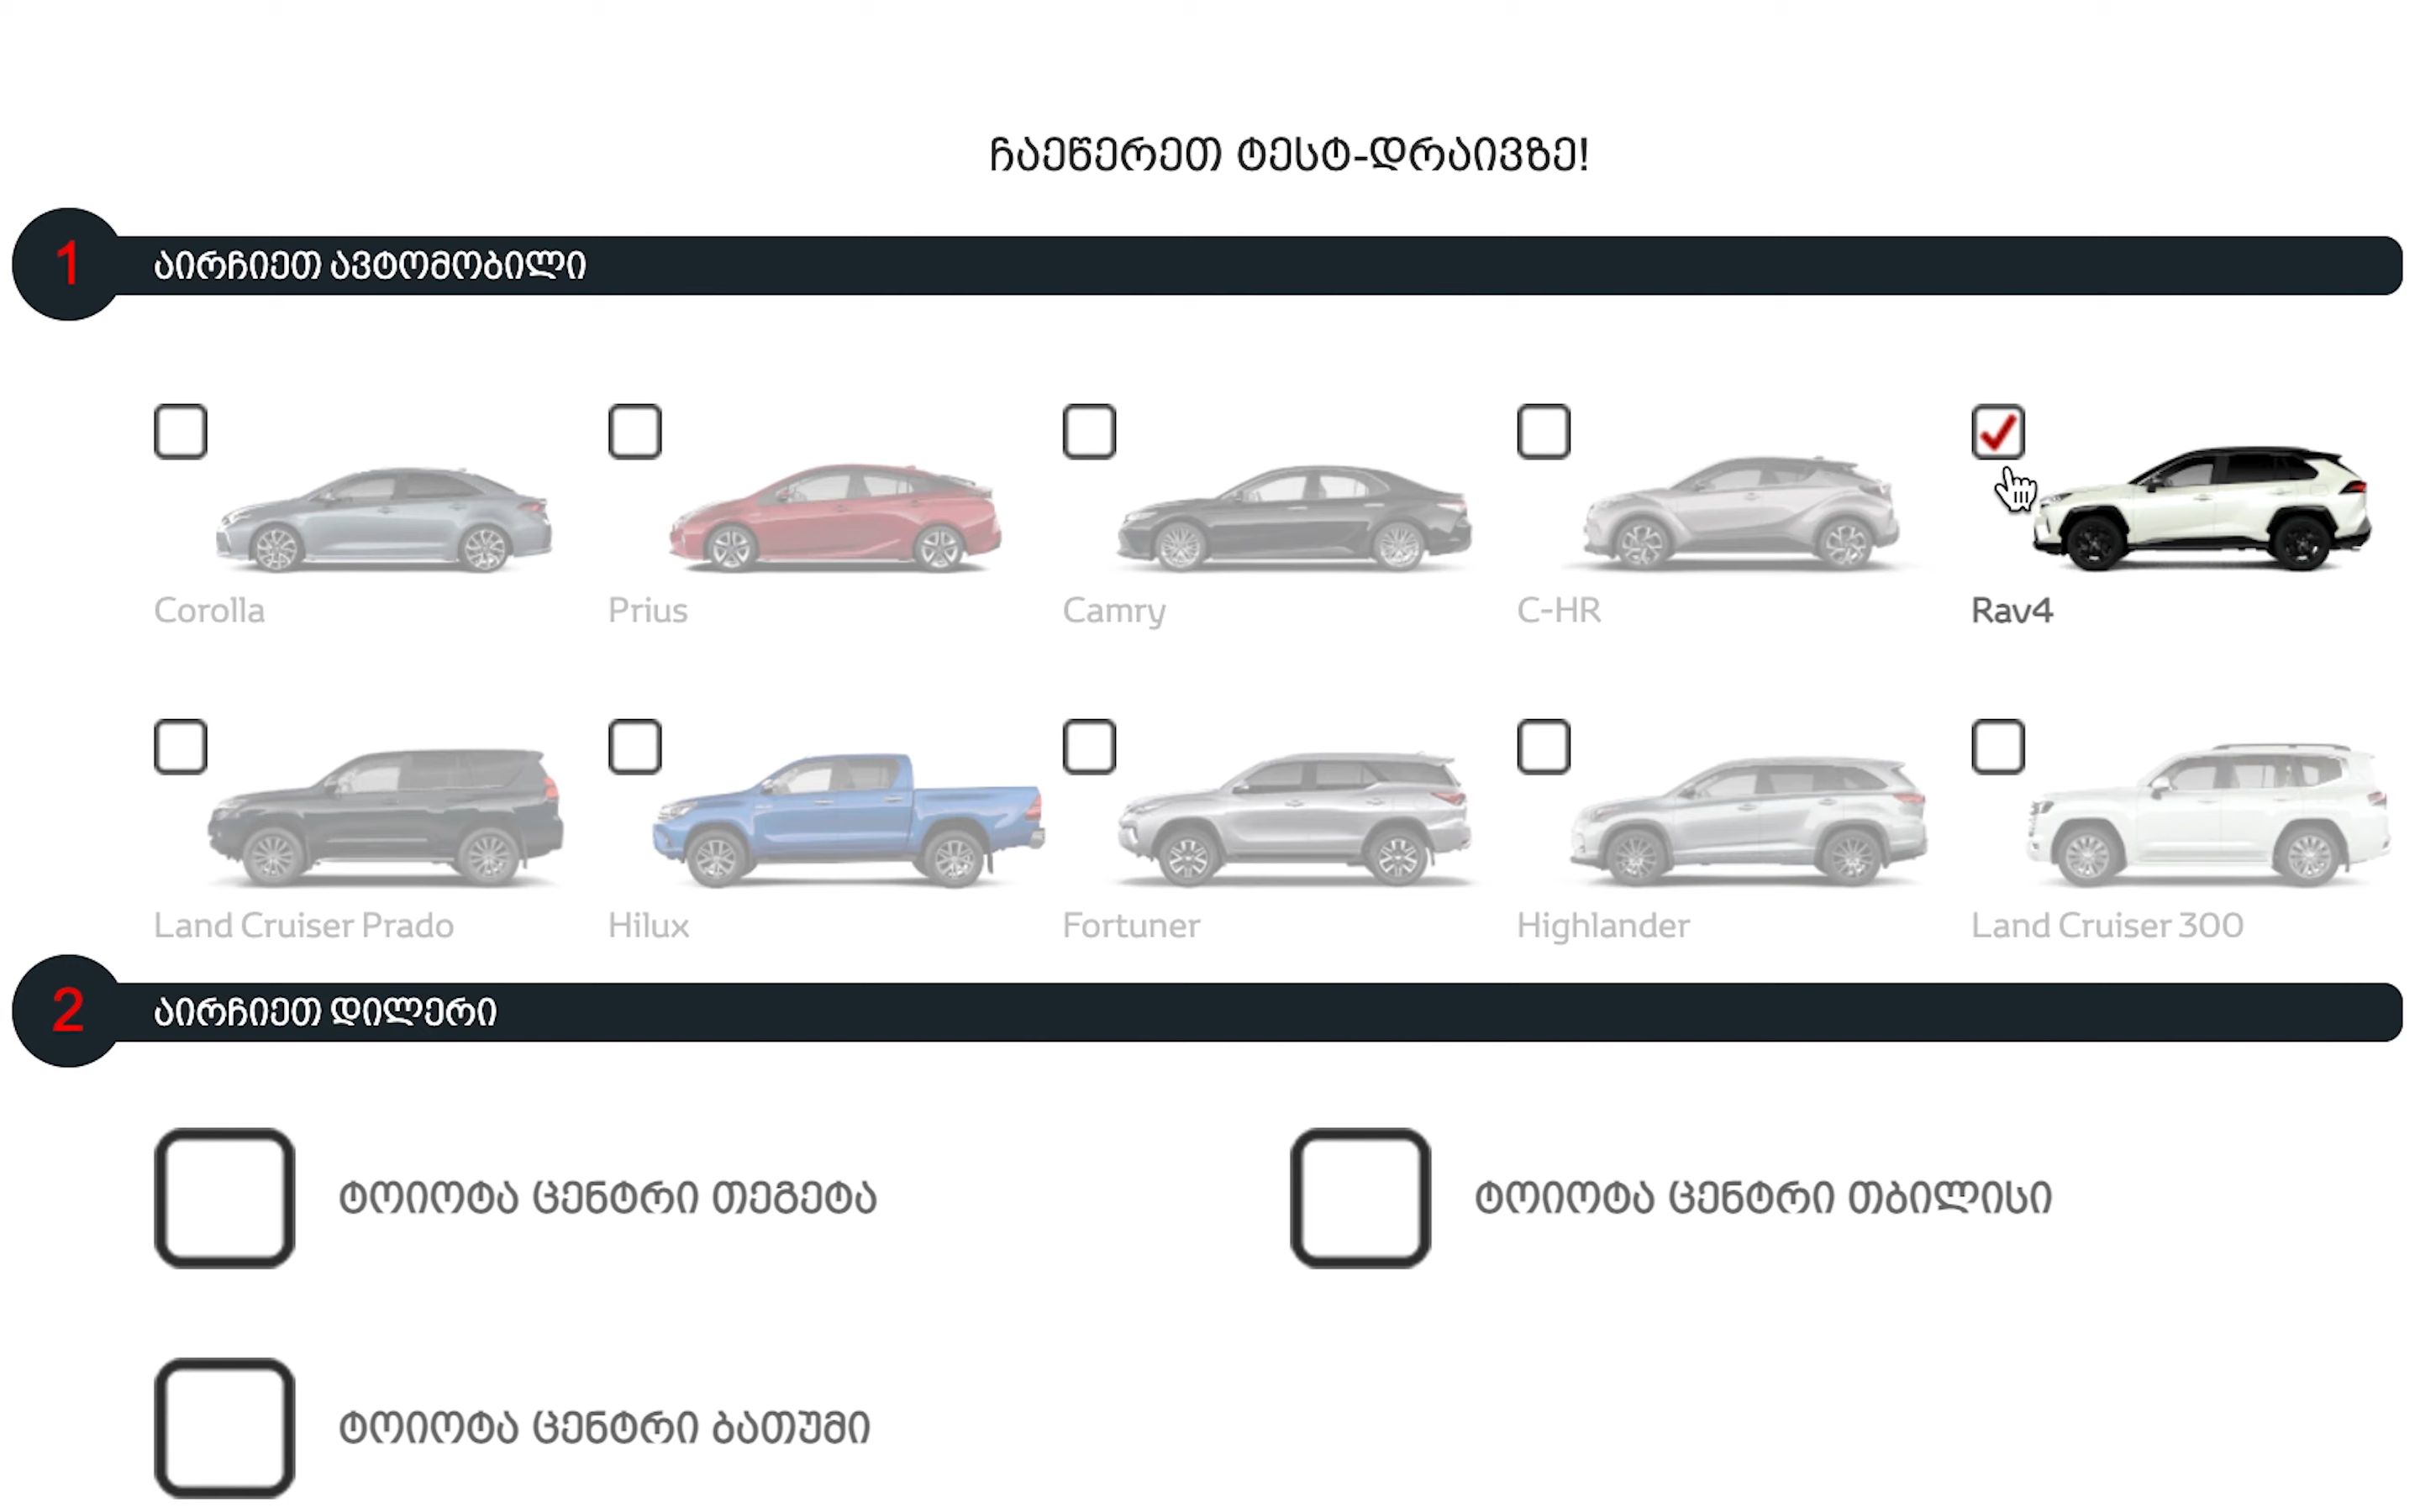 ჩაეწერეთ ტესტ-დრაივზე!
1 აირჩიეთ ავტომობილი
Corolla Prius Camry C-HR Rav4
Land Cruiser Prado Hilux Fortuner Highlander Land Cruiser 300
2 აირჩიეთ დილერი
ტოიოტა ცენტრი თეგეტა ტოიოტა ცენტრი თბილისი
ტოიოტა ცენტრი ბათუმი